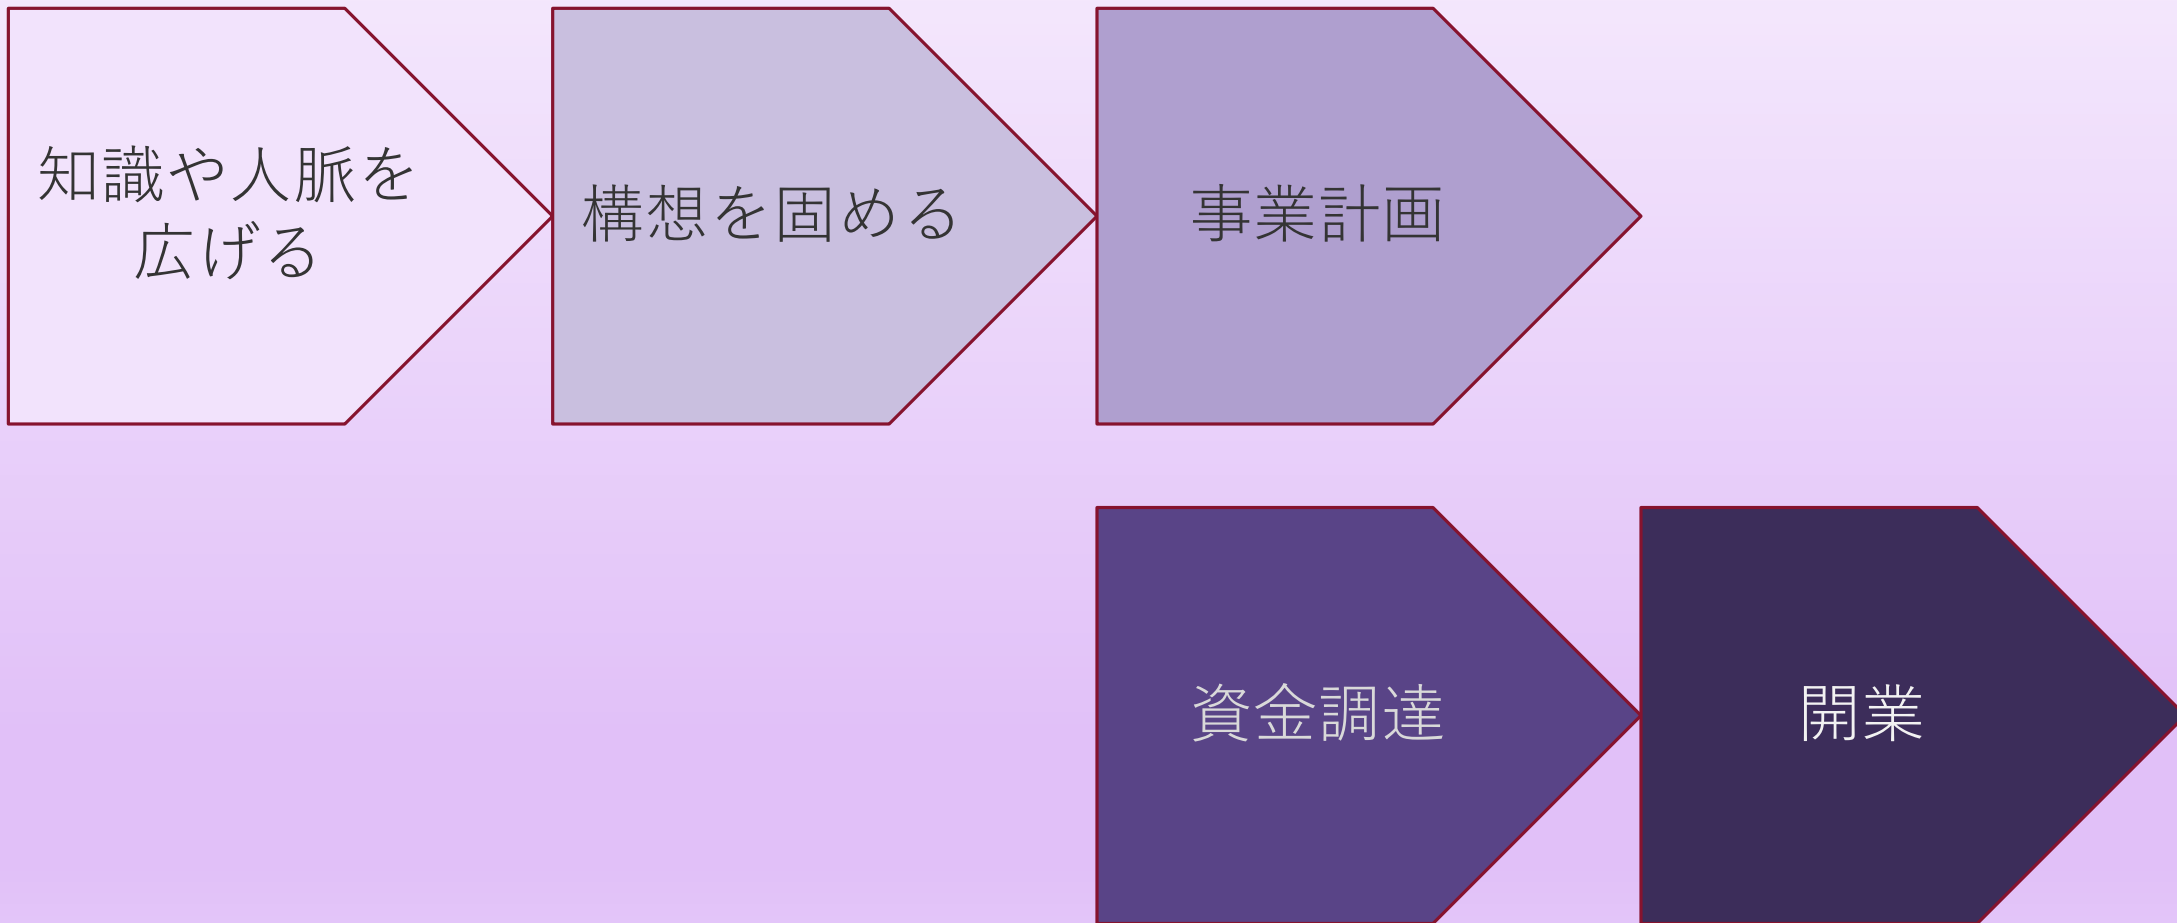 知識や人脈を
広げる
構想を固める
事業計画
資金調達
開業